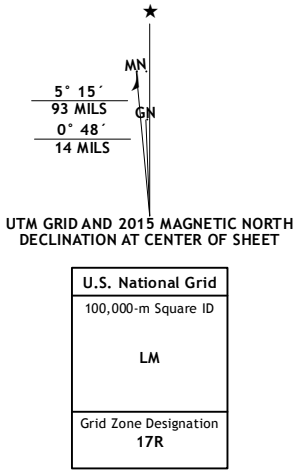 ★
MN
GN
5° 15´
93 MILS
0° 48´
14 MILS
UTM GRID AND 2015 MAGNETIC NORTH
DECLINATION AT CENTER OF SHEET
U.S. National Grid
100,000-m Square ID
LM
Grid Zone Designation
17R